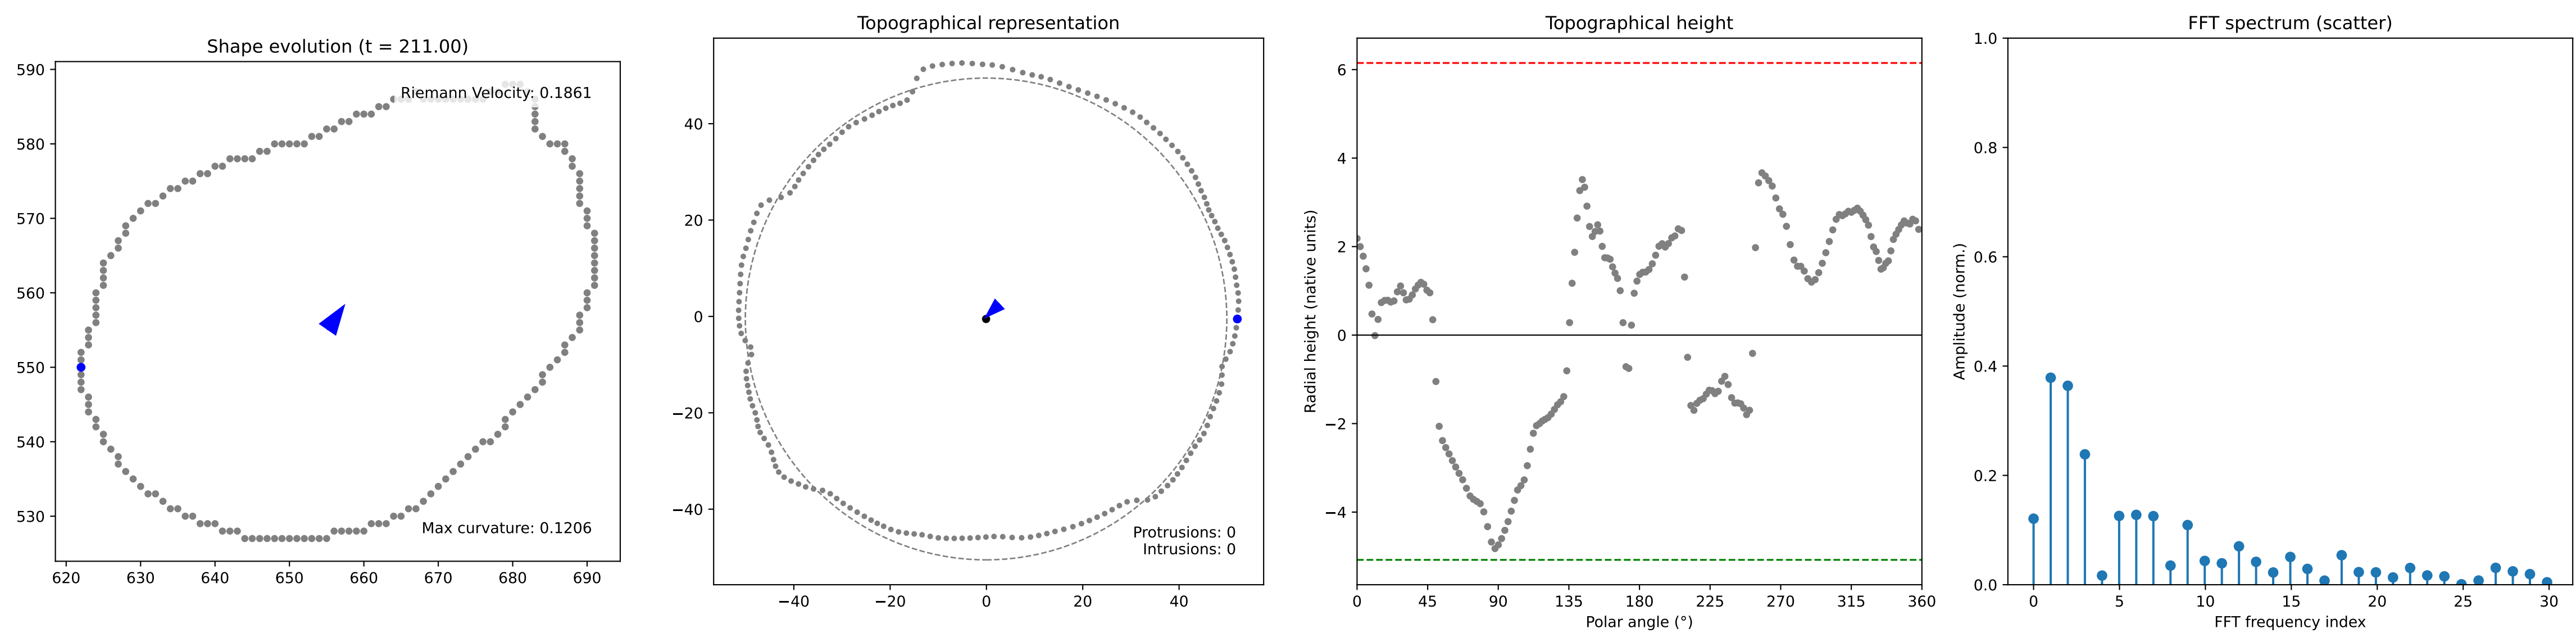 Shape evolution (t = 211.00)
590
580
570
560
550
540
530
620 630 640 650 660 670 680 690
Riemann Velocity: 0.1861
Max curvature: 0.1206
Topographical representation
40
20
0
−20
−40
−40 −20 0 20 40
Protrusions: 0
Intrusions: 0
Topographical height
Radial height (native units)
6
4
2
0
−2
−4
0 45 90 135 180 225 270 315 360
Polar angle (°)
FFT spectrum (scatter)
Amplitude (norm.)
1.0
0.8
0.6
0.4
0.2
0.0
0 5 10 15 20 25 30
FFT frequency index